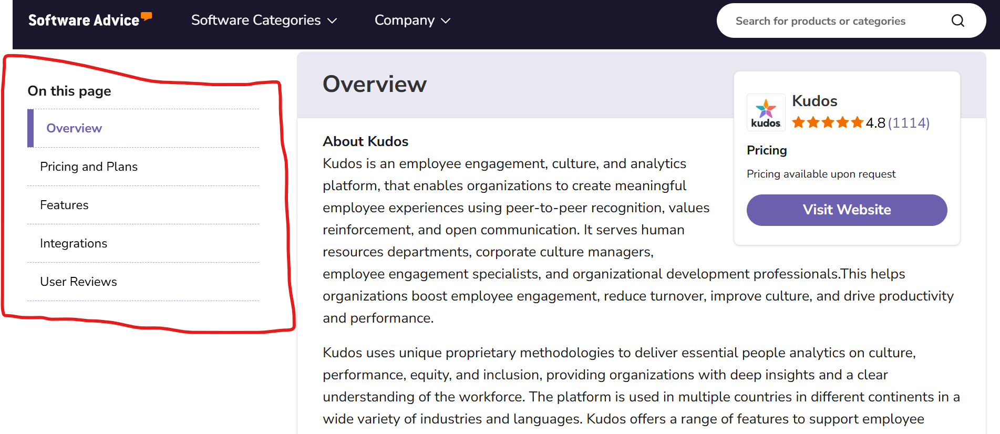 Software Advice
Software Categories
Company
Search for products or categories
On this page
Overview
Pricing and Plans
Features
Integrations
User Reviews
Overview
About Kudos
Kudos is an employee engagement, culture, and analytics
platform, that enables organizations to create meaningful
employee experiences using peer-to-peer recognition, values
reinforcement, and open communication. It serves human
resources departments, corporate culture managers,
employee engagement specialists, and organizational development professionals.This helps
organizations boost employee engagement, reduce turnover, improve culture, and drive productivity
and performance.
Kudos uses unique proprietary methodologies to deliver essential people analytics on culture,
performance, equity, and inclusion, providing organizations with deep insights and a clear
understanding of the workforce. The platform is used in multiple countries in different continents in a
wide variety of industries and languages. Kudos offers a range of features to support employee
kudos
Kudos
4.8 (1114)
Pricing
Pricing available upon request
Visit Website